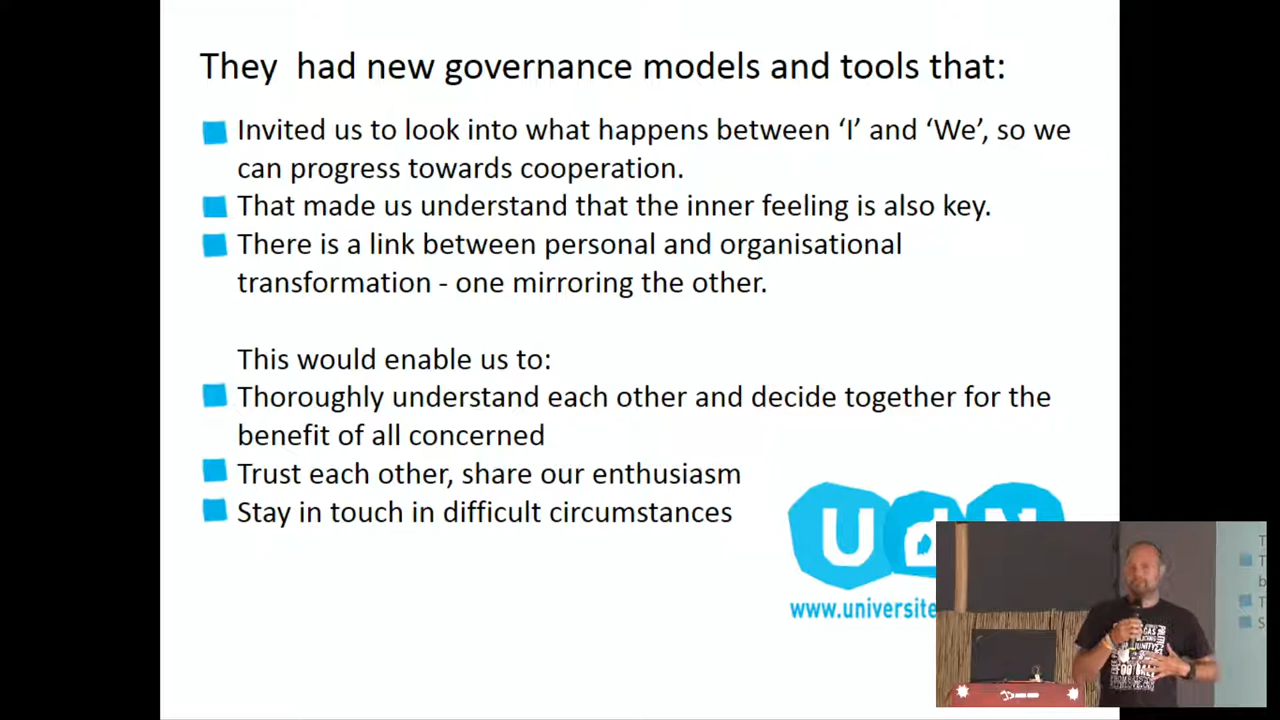 They had new governance models and tools that:
Invited us to look into what happens between ‘I’ and ‘We’, so we
can progress towards cooperation.
That made us understand that the inner feeling is also key.
There is a link between personal and organisational
transformation - one mirroring the other.
This would enable us to:
Thoroughly understand each other and decide together for the
benefit of all concerned
Trust each other, share our enthusiasm
Stay in touch in difficult circumstances
U d
www.universite
FOOTBALL